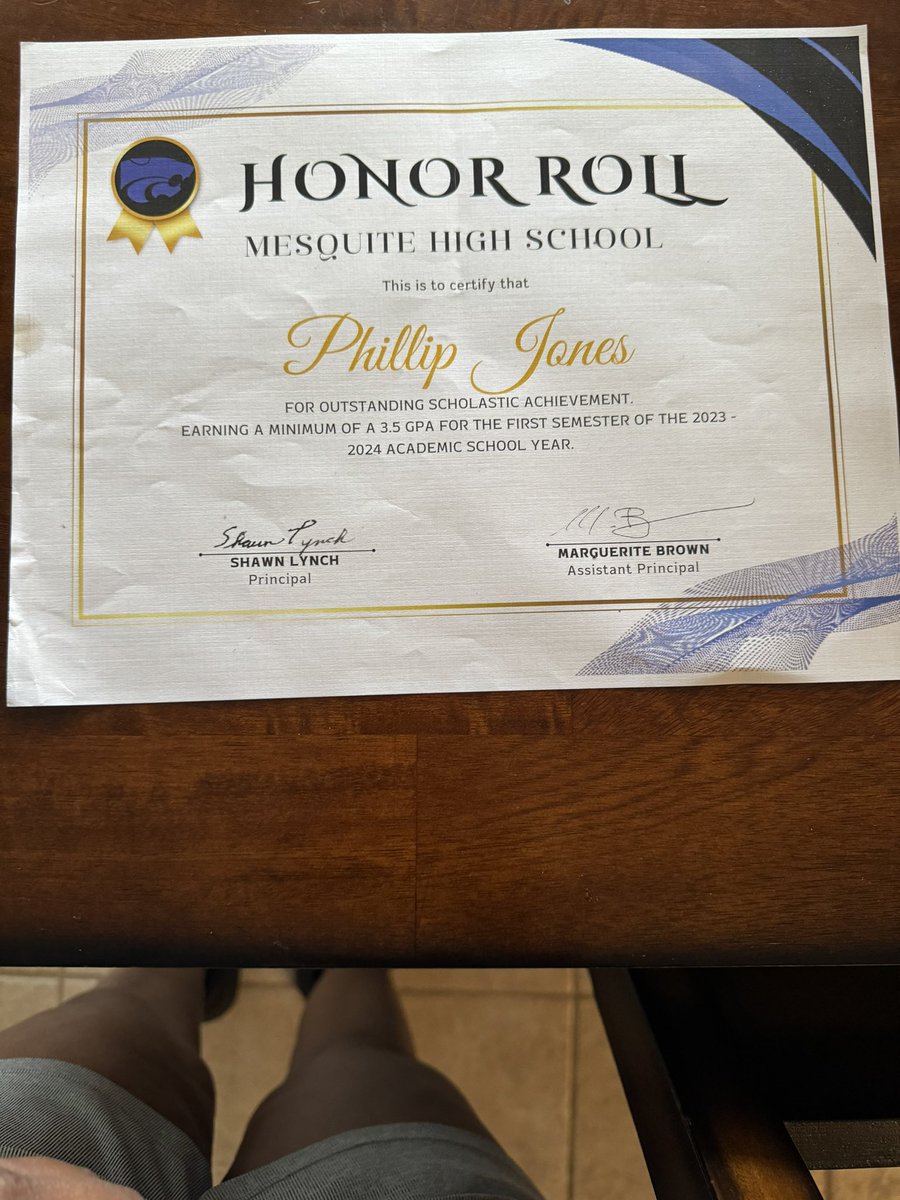 HONOR ROLL
MESQUITE HIGH SCHOOL
This is to certify that
Phillip Jones
FOR OUTSTANDING SCHOLASTIC ACHIEVEMENT.
EARNING A MINIMUM OF A 3.5 GPA FOR THE FIRST SEMESTER OF THE 2023 -
2024 ACADEMIC SCHOOL YEAR.
Shawn Lynch
SHAWN LYNCH
Principal
MARGUERITE BROWN
Assistant Principal